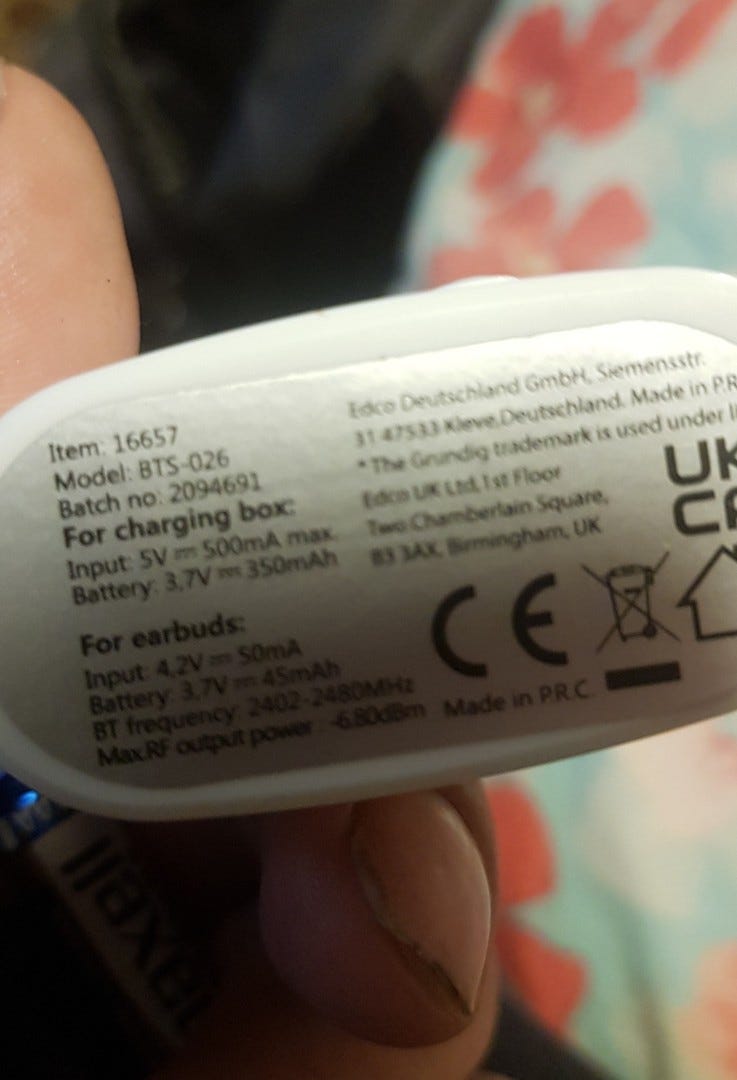 Item: 16657
Model: BTS-026
Batch no: 2094691
For charging box:
Input: 5V ⎓ 500mA max.
Battery: 3,7V ⎓ 350mAh
For earbuds:
Input: 4,2V ⎓ 50mA
Battery: 3,7V ⎓ 45mAh
BT frequency: 2402-2480MHz
Max.RF output power : -6.80dBm
Edco Deutschland GmbH, Siemensstr.
31 47533 Kleve,Deutschland. Made in P.R
* The Grundig trademark is used under
Edco UK Ltd,1st Floor
Two Chamberlain Square,
B3 3AX, Birmingham, UK
UK
CA
CE
Made in P.R.C.